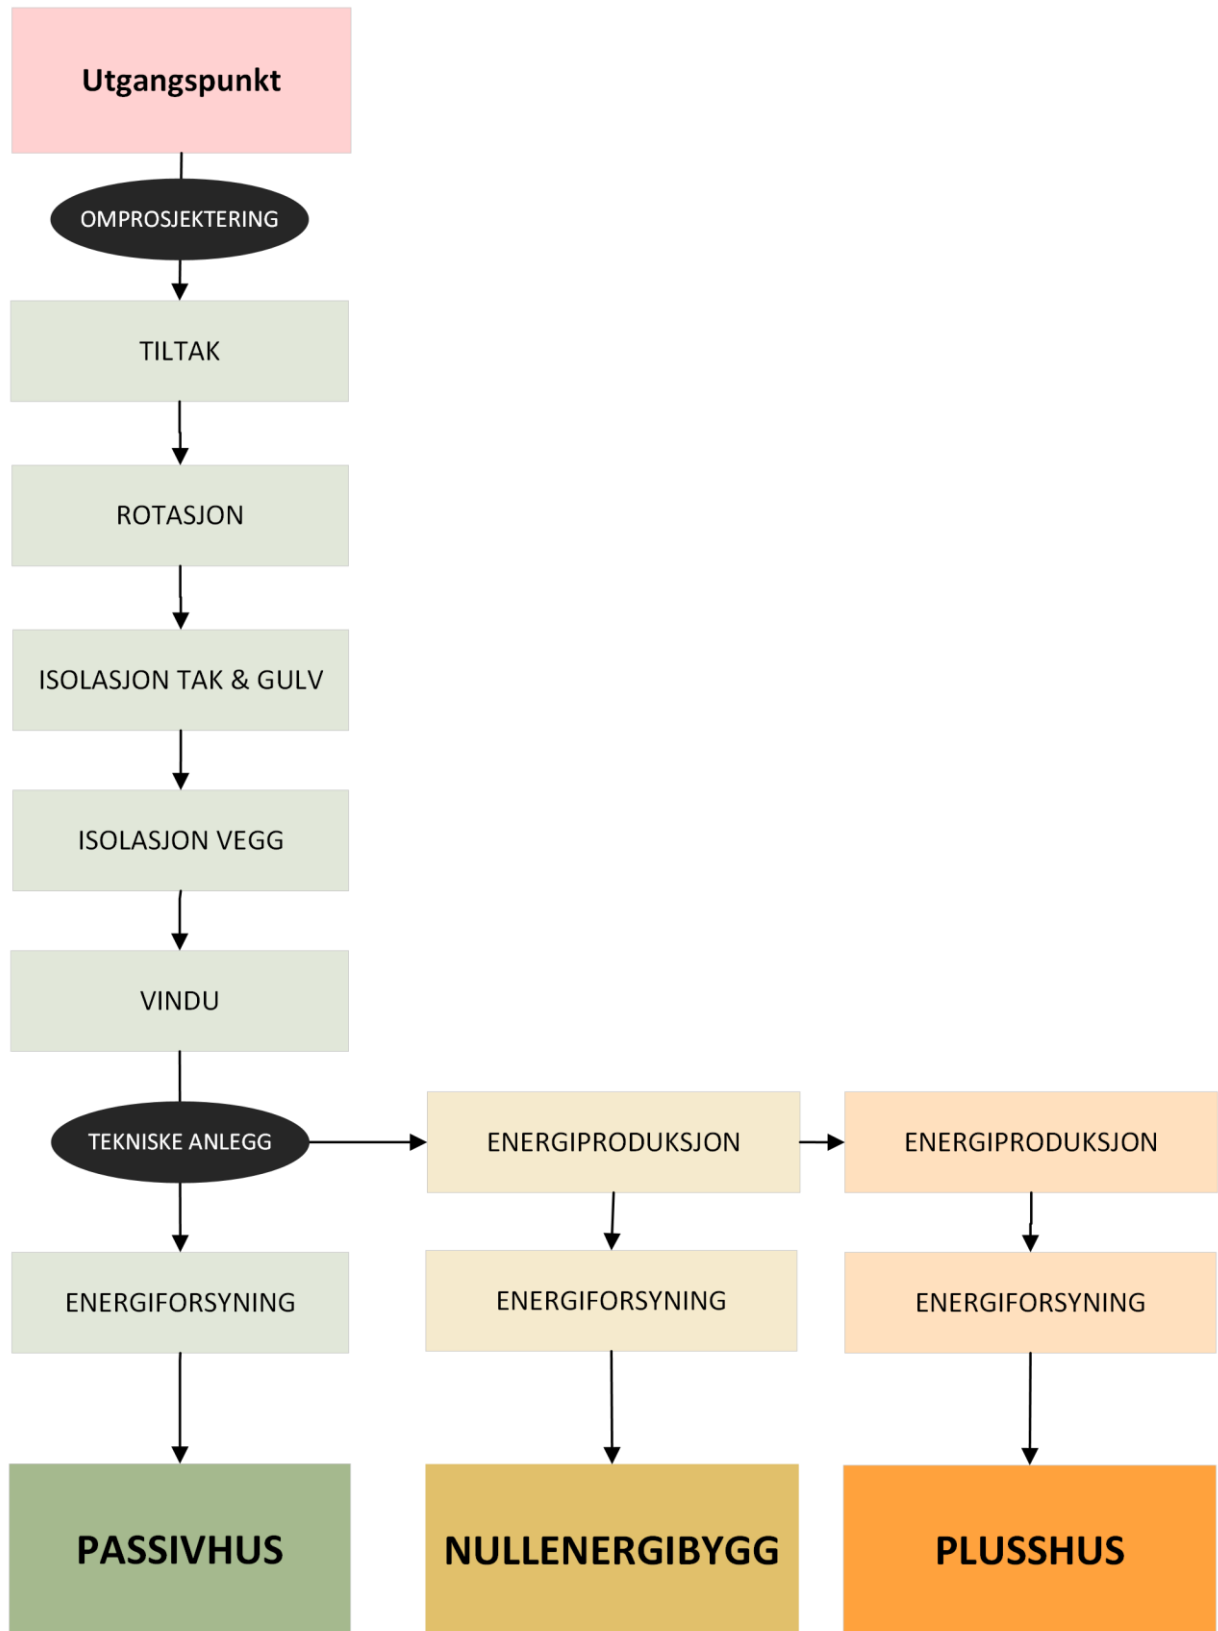 Utgangspunkt
OMPROSJEKTERING
TILTAK
ROTASJON
ISOLASJON TAK & GULV
ISOLASJON VEGG
VINDU
TEKNISKE ANLEGG
ENERGIPRODUKSJON
ENERGIPRODUKSJON
ENERGIFORSYNING
ENERGIFORSYNING
ENERGIFORSYNING
PASSIVHUS
NULLENERGIBYGG
PLUSSHUS